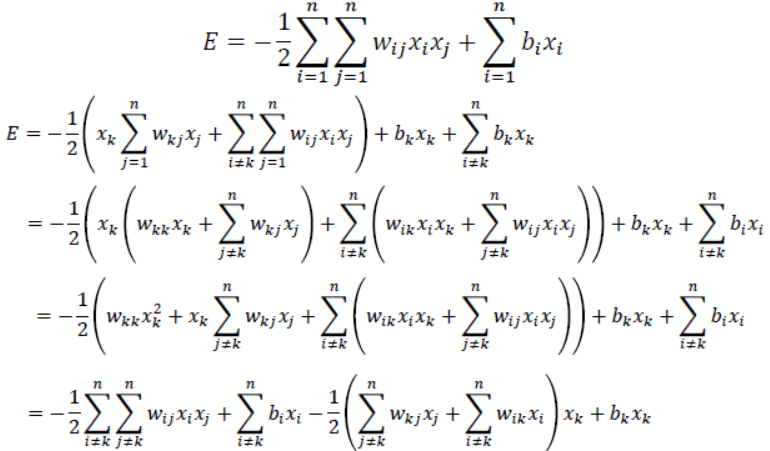 E = -\frac{1}{2}\sum_{i=1}^{n}\sum_{j=1}^{n} w_{ij}x_i x_j + \sum_{i=1}^{n} b_i x_i
E = -\frac{1}{2}\left(x_k\sum_{j=1}^{n} w_{kj}x_j + \sum_{i\neq k}^{n}\sum_{j=1}^{n} w_{ij}x_i x_j\right) + b_k x_k + \sum_{i\neq k}^{n} b_k x_k
= -\frac{1}{2}\left(x_k\left(w_{kk}x_k + \sum_{j\neq k}^{n} w_{kj}x_j\right) + \sum_{i\neq k}^{n}\left(w_{ik}x_i x_k + \sum_{j\neq k}^{n} w_{ij}x_i x_j\right)\right) + b_k x_k + \sum_{i\neq k}^{n} b_i x_i
= -\frac{1}{2}\left(w_{kk}x_k^2 + x_k\sum_{j\neq k}^{n} w_{kj}x_j + \sum_{i\neq k}^{n}\left(w_{ik}x_i x_k + \sum_{j\neq k}^{n} w_{ij}x_i x_j\right)\right) + b_k x_k + \sum_{i\neq k}^{n} b_i x_i
= -\frac{1}{2}\sum_{i\neq k}^{n}\sum_{j\neq k}^{n} w_{ij}x_i x_j + \sum_{i\neq k}^{n} b_i x_i - \frac{1}{2}\left(\sum_{j\neq k}^{n} w_{kj}x_j + \sum_{i\neq k}^{n} w_{ik}x_i\right)x_k + b_k x_k